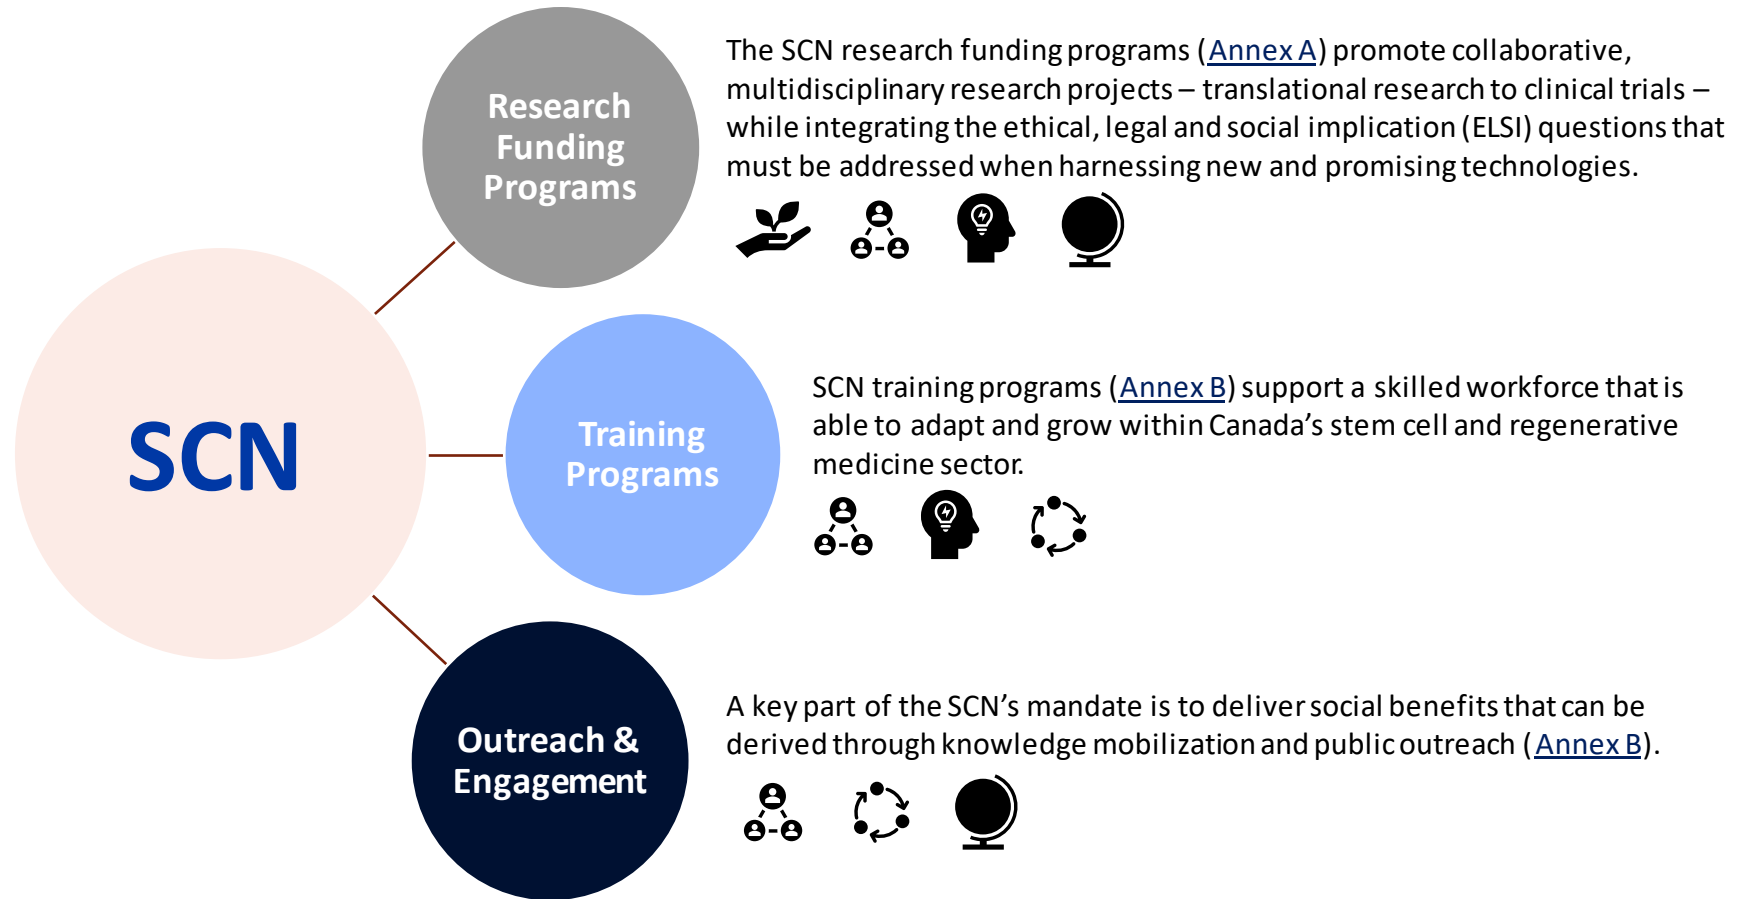 SCN
Research
Funding
Programs
The SCN research funding programs (Annex A) promote collaborative,
multidisciplinary research projects – translational research to clinical trials –
while integrating the ethical, legal and social implication (ELSI) questions that
must be addressed when harnessing new and promising technologies.
Training
Programs
SCN training programs (Annex B) support a skilled workforce that is
able to adapt and grow within Canada’s stem cell and regenerative
medicine sector.
Outreach &
Engagement
A key part of the SCN’s mandate is to deliver social benefits that can be
derived through knowledge mobilization and public outreach (Annex B).